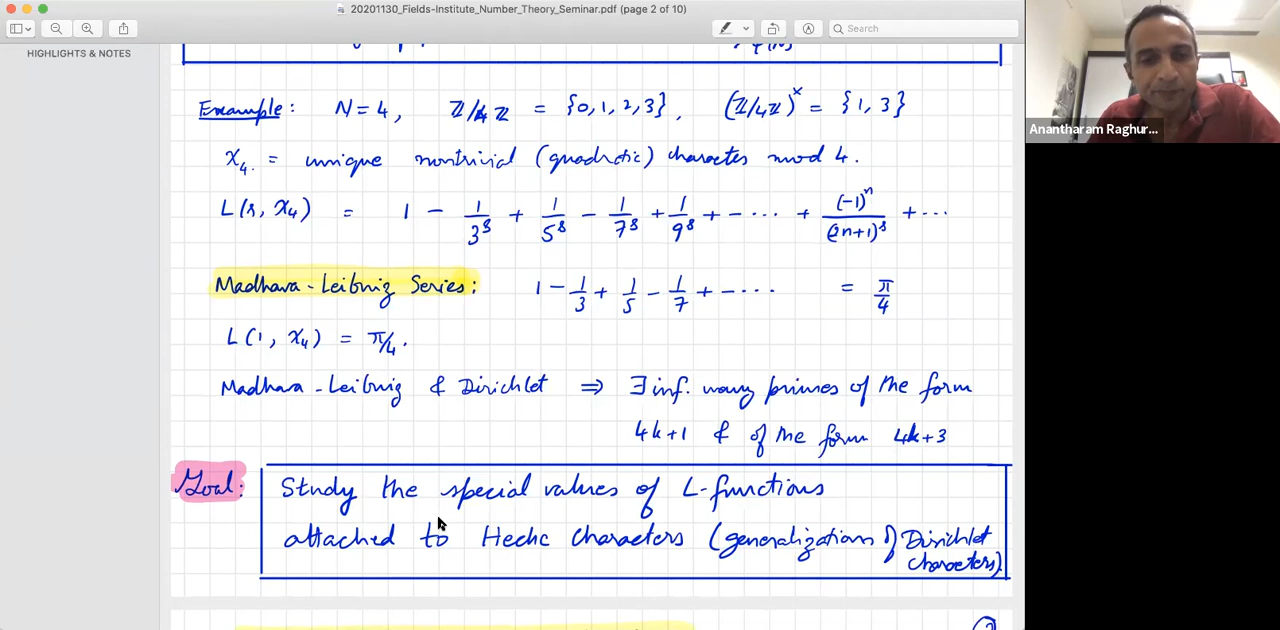 20201130_Fields-Institute_Number_Theory_Seminar.pdf (page 2 of 10)
Search
HIGHLIGHTS & NOTES
Anantharam Raghur...
Example: N = 4, ℤ/4ℤ = {0, 1, 2, 3}, (ℤ/4ℤ)^× = {1, 3}
χ₄ = unique nontrivial (quadratic) character mod 4.
L(s, χ₄) = 1 - 1/3^s + 1/5^s - 1/7^s + 1/9^s + - ... + (-1)^n/(2n+1)^s + ...
Madhava-Leibniz Series: 1 - 1/3 + 1/5 - 1/7 + - .... = π/4
L(1, χ₄) = π/4.
Madhava-Leibniz & Dirichlet ⇒ ∃ inf. many primes of the form
4k+1 & of the form 4k+3
Goal: Study the special values of L-functions
attached to Hecke characters (generalizations of Dirichlet
characters).